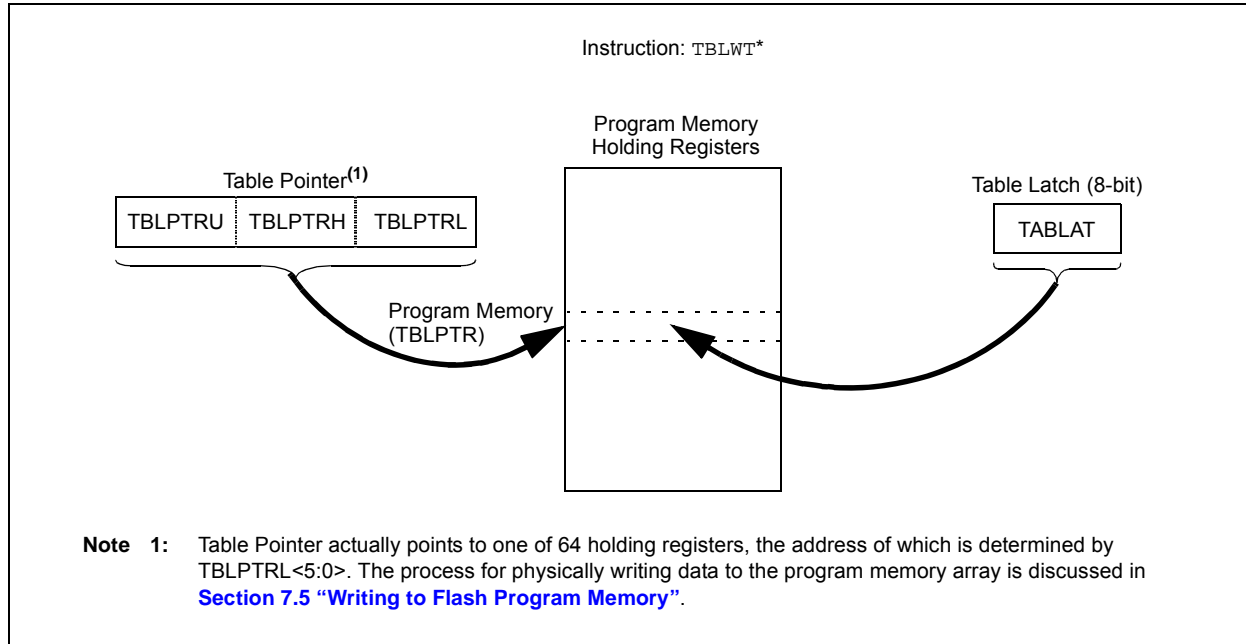 Instruction: TBLWT*
Program Memory
Holding Registers
Table Pointer(1)
Table Latch (8-bit)
TBLPTRU TBLPTRH TBLPTRL
TABLAT
Program Memory
(TBLPTR)
Note 1: Table Pointer actually points to one of 64 holding registers, the address of which is determined by
TBLPTRL<5:0>. The process for physically writing data to the program memory array is discussed in
Section 7.5 “Writing to Flash Program Memory”.